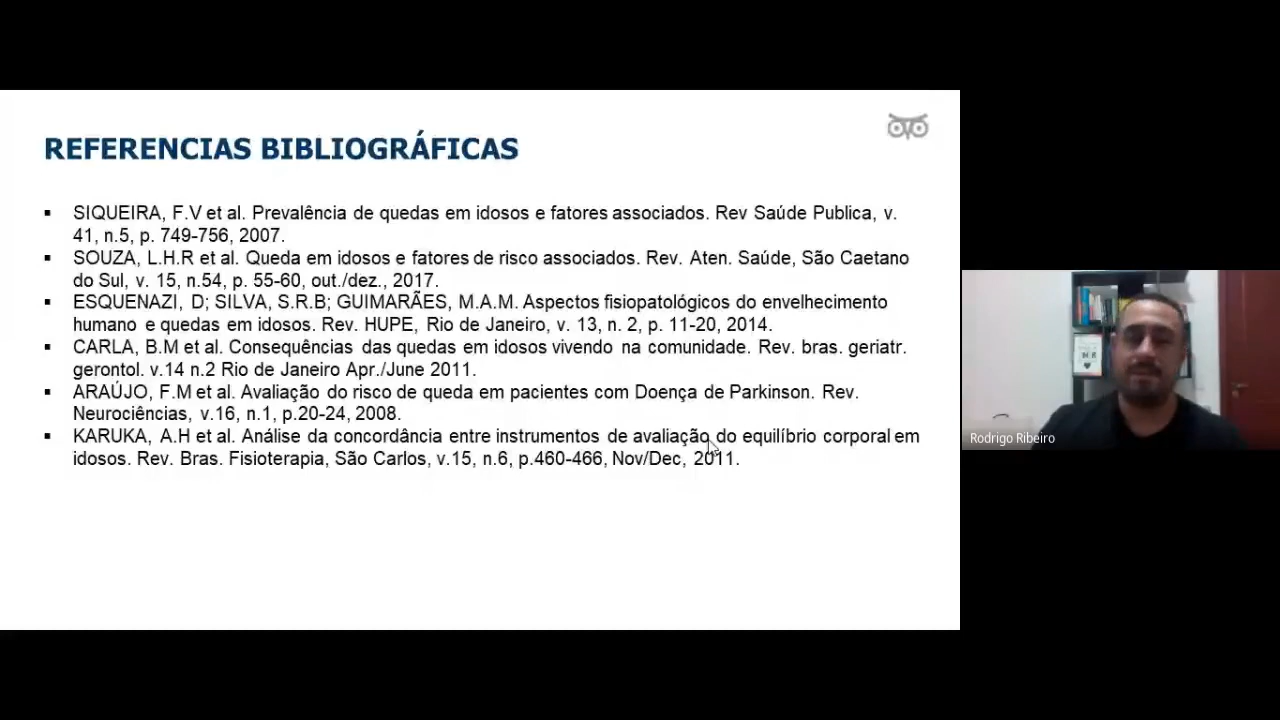 REFERENCIAS BIBLIOGRÁFICAS
SIQUEIRA, F.V et al. Prevalência de quedas em idosos e fatores associados. Rev Saúde Publica, v.
41, n.5, p. 749-756, 2007.
SOUZA, L.H.R et al. Queda em idosos e fatores de risco associados. Rev. Aten. Saúde, São Caetano
do Sul, v. 15, n.54, p. 55-60, out./dez., 2017.
ESQUENAZI, D; SILVA, S.R.B; GUIMARÃES, M.A.M. Aspectos fisiopatológicos do envelhecimento
humano e quedas em idosos. Rev. HUPE, Rio de Janeiro, v. 13, n. 2, p. 11-20, 2014.
CARLA, B.M et al. Consequências das quedas em idosos vivendo na comunidade. Rev. bras. geriatr.
gerontol. v.14 n.2 Rio de Janeiro Apr./June 2011.
ARAÚJO, F.M et al. Avaliação do risco de queda em pacientes com Doença de Parkinson. Rev.
Neurociências, v.16, n.1, p.20-24, 2008.
KARUKA, A.H et al. Análise da concordância entre instrumentos de avaliação do equilíbrio corporal em
idosos. Rev. Bras. Fisioterapia, São Carlos, v.15, n.6, p.460-466, Nov/Dec, 2011.
Rodrigo Ribeiro